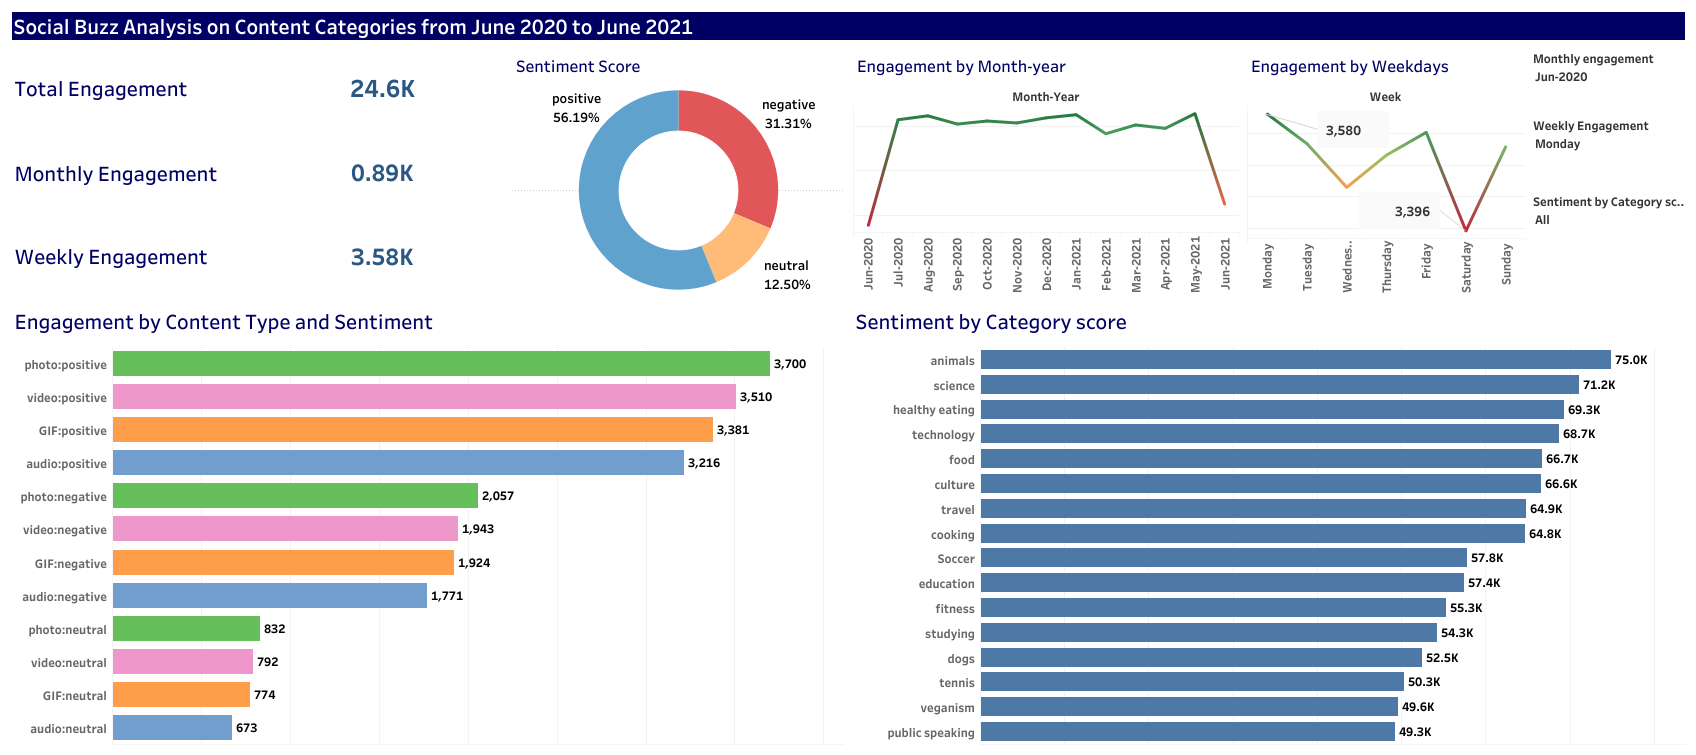 Social Buzz Analysis on Content Categories from June 2020 to June 2021
Total Engagement
24.6K
Monthly Engagement
0.89K
Weekly Engagement
3.58K
Sentiment Score
positive
56.19%
negative
31.31%
neutral
12.50%
Engagement by Month-year
Month-Year
Jun-2020
Jul-2020
Aug-2020
Sep-2020
Oct-2020
Nov-2020
Dec-2020
Jan-2021
Feb-2021
Mar-2021
Apr-2021
May-2021
Jun-2021
Engagement by Weekdays
Week
3,580
3,396
Monday
Tuesday
Wednes..
Thursday
Friday
Saturday
Sunday
Monthly engagement
Jun-2020
Weekly Engagement
Monday
Sentiment by Category sc..
All
Engagement by Content Type and Sentiment
photo:positive
3,700
video:positive
3,510
GIF:positive
3,381
audio:positive
3,216
photo:negative
2,057
video:negative
1,943
GIF:negative
1,924
audio:negative
1,771
photo:neutral
832
video:neutral
792
GIF:neutral
774
audio:neutral
673
Sentiment by Category score
animals
75.0K
science
71.2K
healthy eating
69.3K
technology
68.7K
food
66.7K
culture
66.6K
travel
64.9K
cooking
64.8K
Soccer
57.8K
education
57.4K
fitness
55.3K
studying
54.3K
dogs
52.5K
tennis
50.3K
veganism
49.6K
public speaking
49.3K